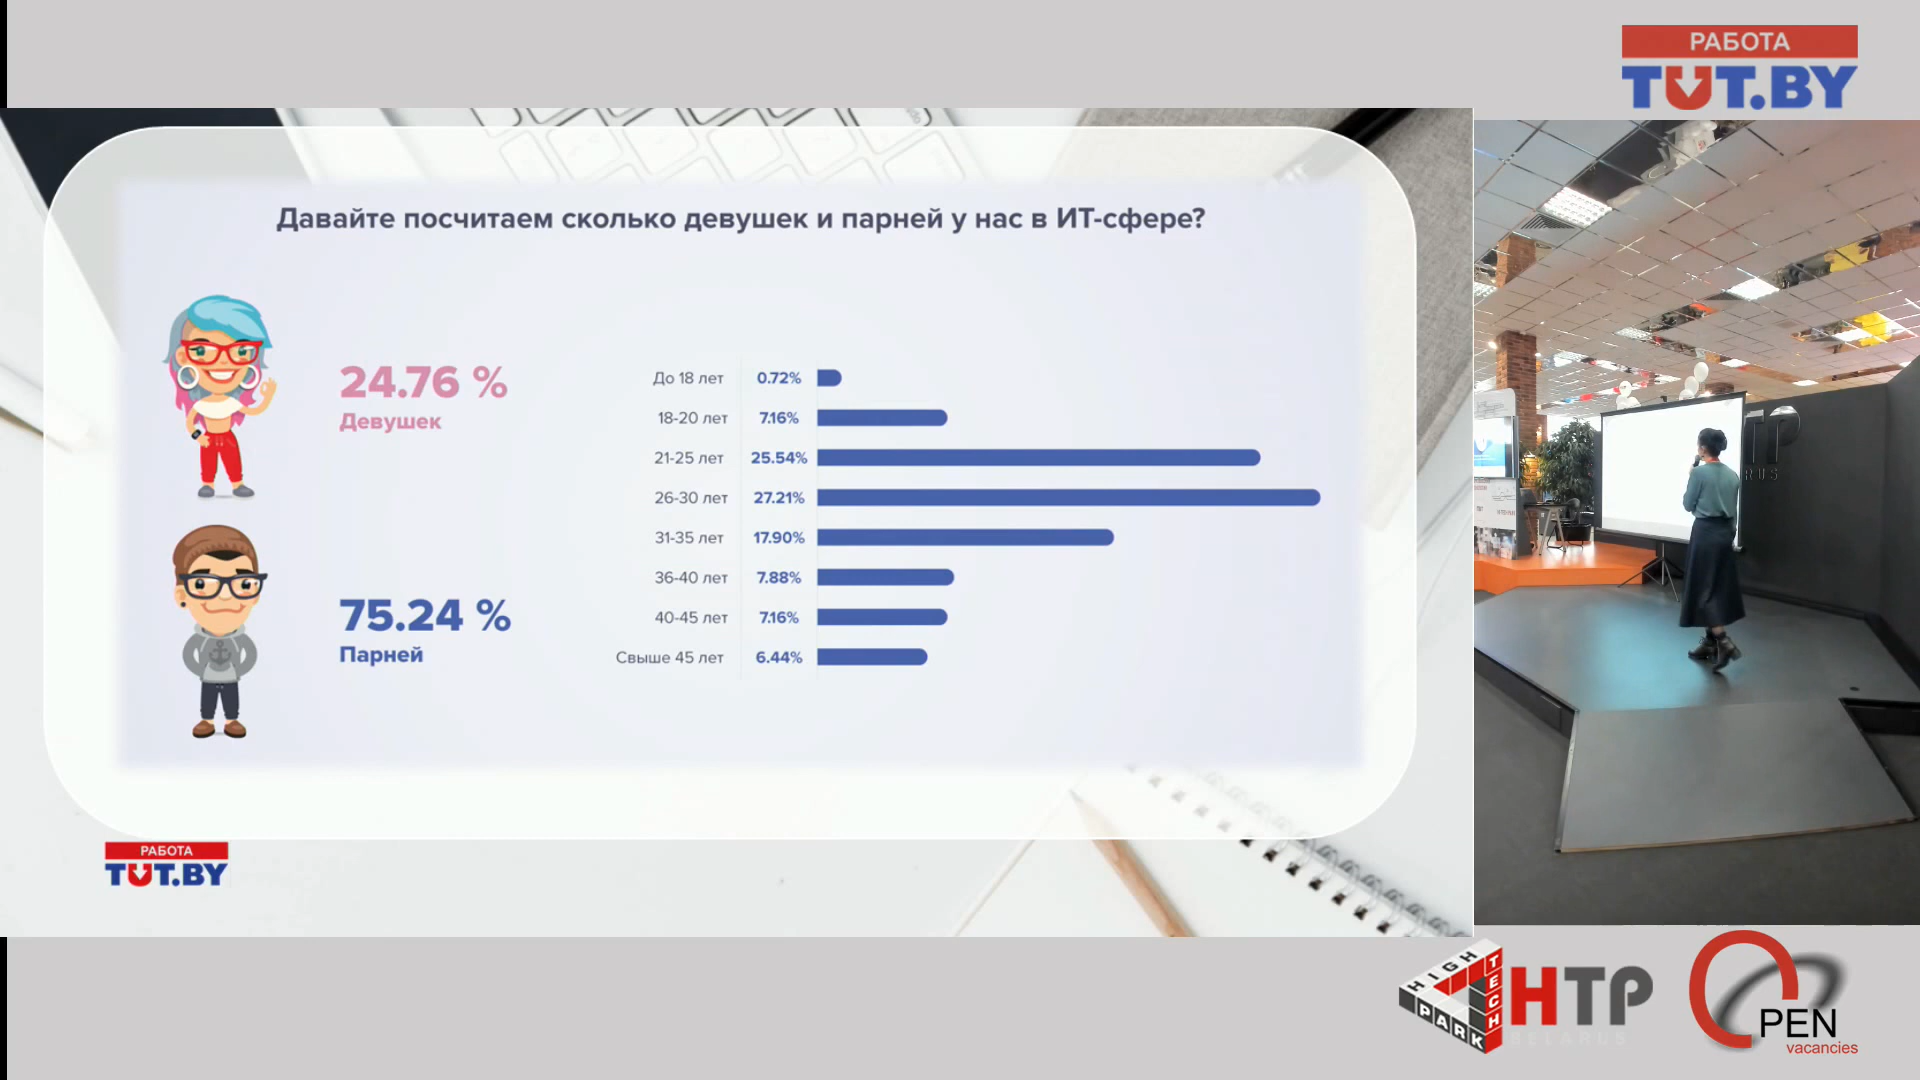 РАБОТА
TUT.BY
Давайте посчитаем сколько девушек и парней у нас в ИТ-сфере?
24.76 %
Девушек
75.24 %
Парней
До 18 лет 0.72%
18-20 лет 7.16%
21-25 лет 25.54%
26-30 лет 27.21%
31-35 лет 17.90%
36-40 лет 7.88%
40-45 лет 7.16%
Свыше 45 лет 6.44%
РАБОТА
TUT.BY
HIGH
TECH
PARK
HTP
BELARUS
OPEN
vacancies